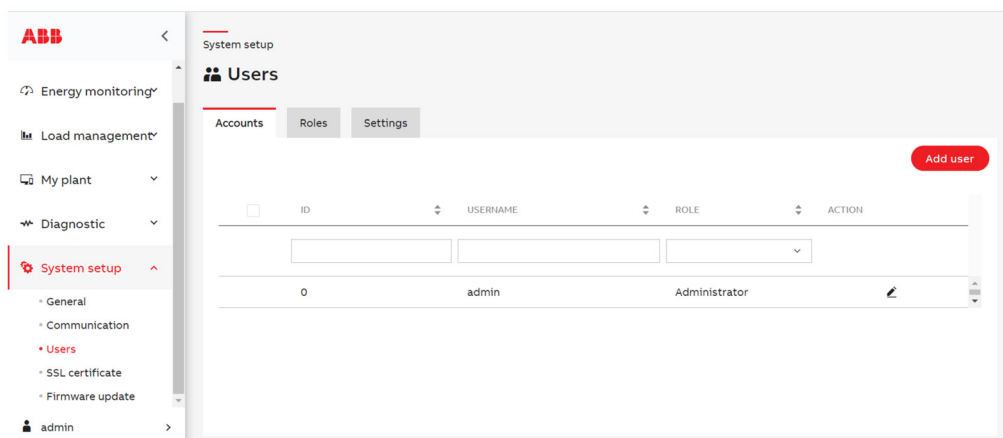 ABB
Energy monitoring
Load management
My plant
Diagnostic
System setup
General
Communication
Users
SSL certificate
Firmware update
admin
System setup
Users
Accounts Roles Settings
Add user
ID USERNAME ROLE ACTION
0 admin Administrator